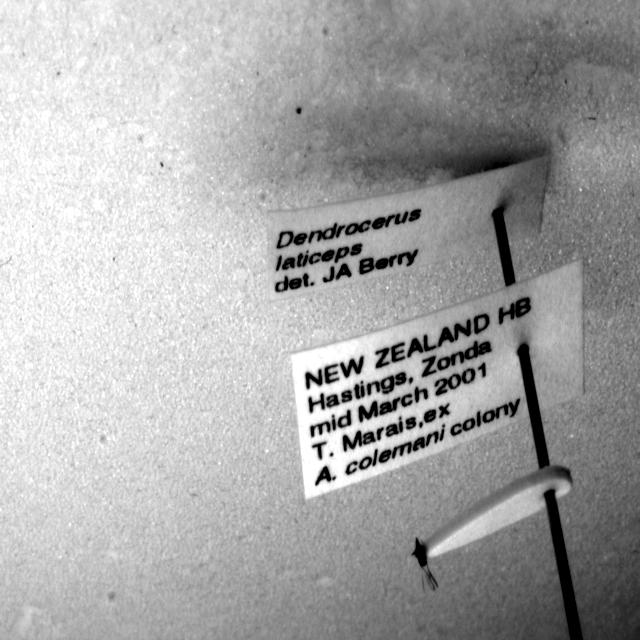 Dendrocerus
laticeps
det. JA Berry
NEW ZEALAND HB
Hastings, Zonda
mid March 2001
T. Marais,ex
A. colemani colony